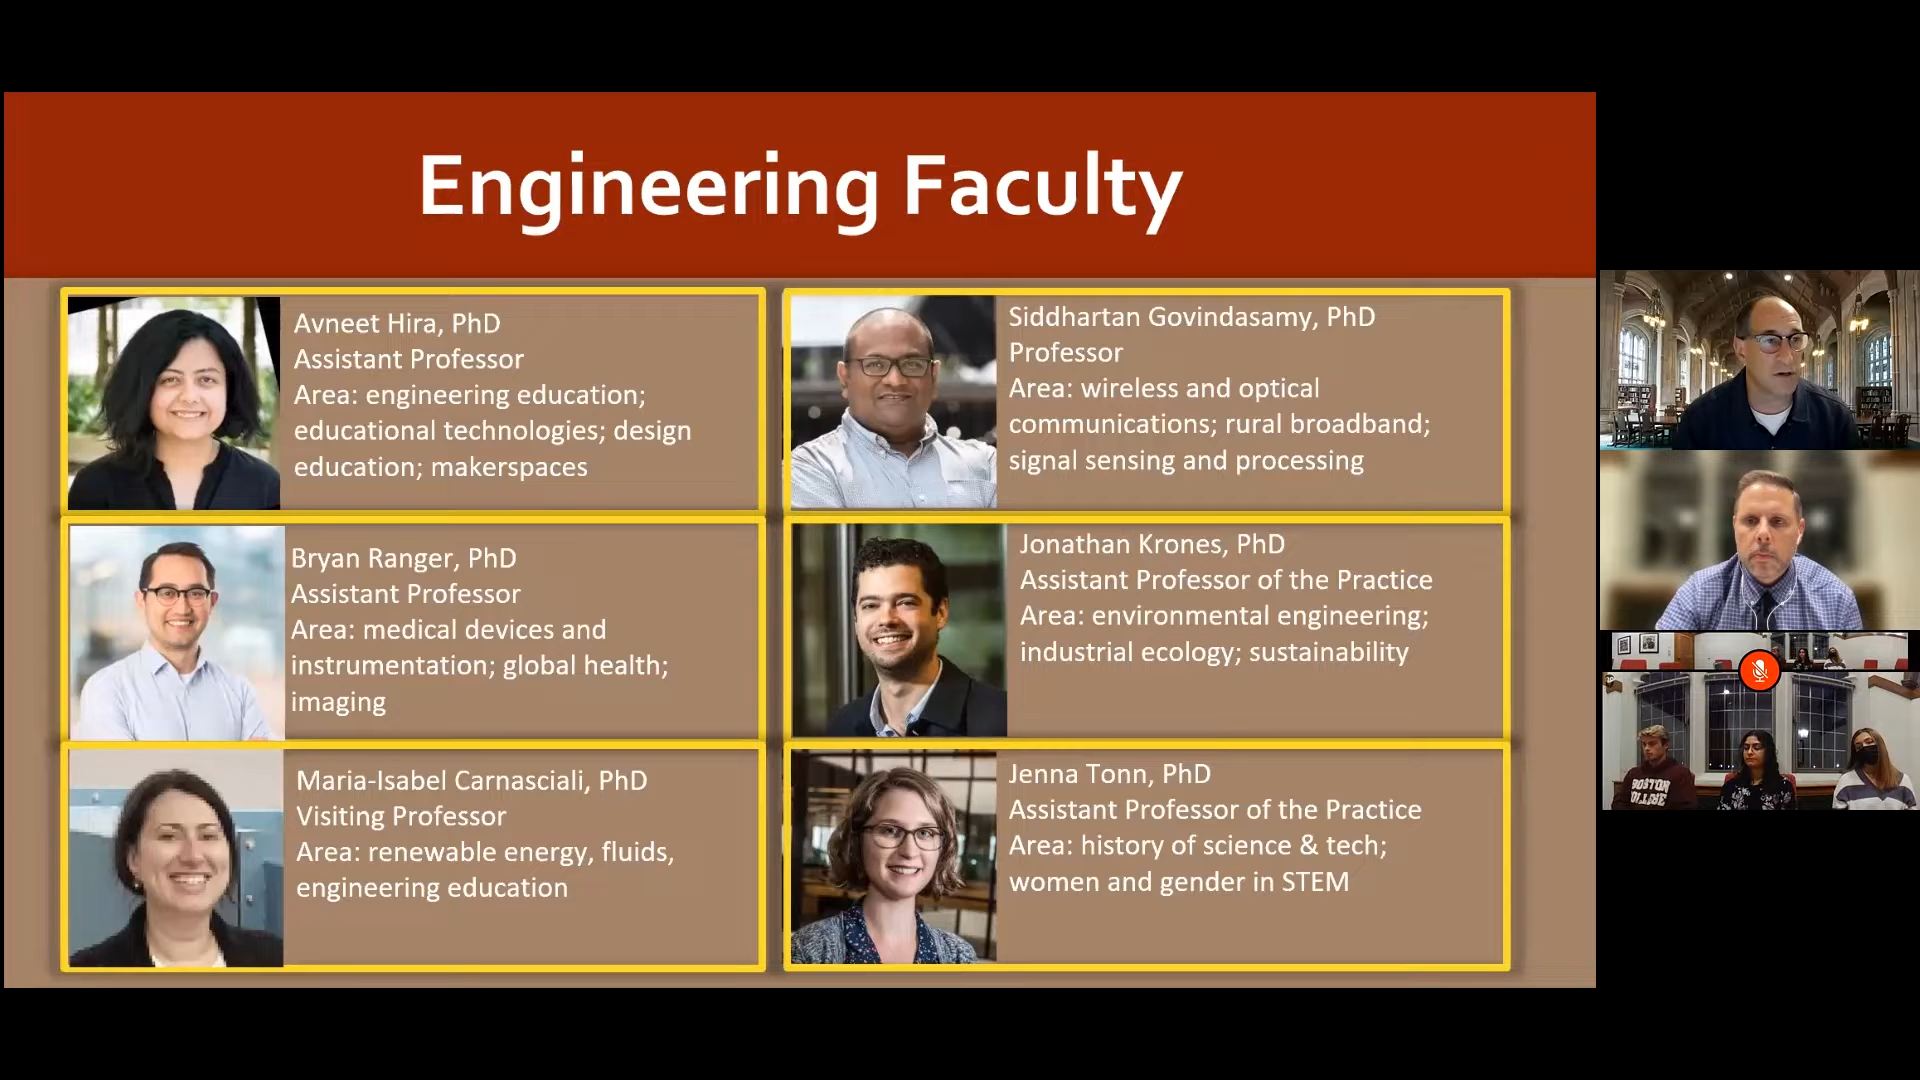 Engineering Faculty
Avneet Hira, PhD
Assistant Professor
Area: engineering education;
educational technologies; design
education; makerspaces
Siddhartan Govindasamy, PhD
Professor
Area: wireless and optical
communications; rural broadband;
signal sensing and processing
Bryan Ranger, PhD
Assistant Professor
Area: medical devices and
instrumentation; global health;
imaging
Jonathan Krones, PhD
Assistant Professor of the Practice
Area: environmental engineering;
industrial ecology; sustainability
Maria-Isabel Carnasciali, PhD
Visiting Professor
Area: renewable energy, fluids,
engineering education
Jenna Tonn, PhD
Assistant Professor of the Practice
Area: history of science & tech;
women and gender in STEM
BOSTON
COLLEGE